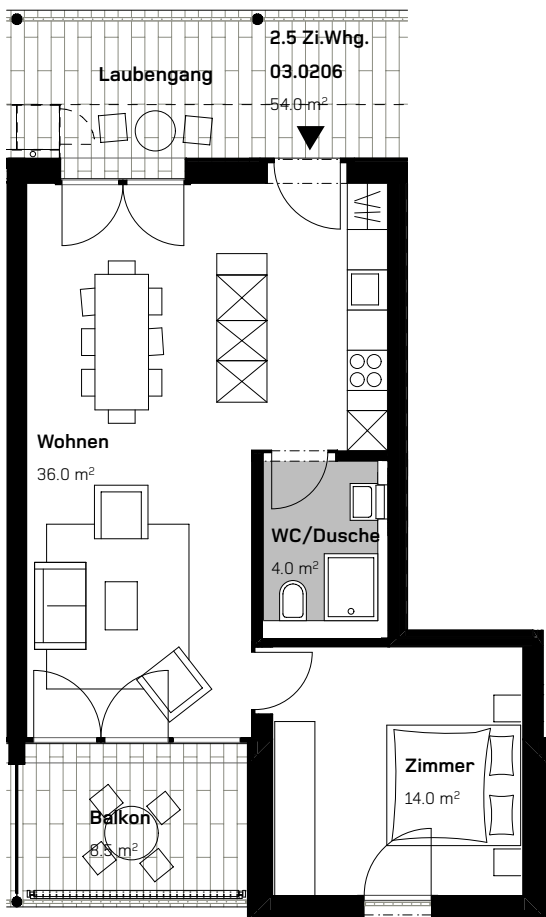 2.5 Zi.Whg.
03.0206
54.0 m²
Laubengang
Wohnen
36.0 m²
WC/Dusche
4.0 m²
Zimmer
14.0 m²
Balkon
8.5 m²